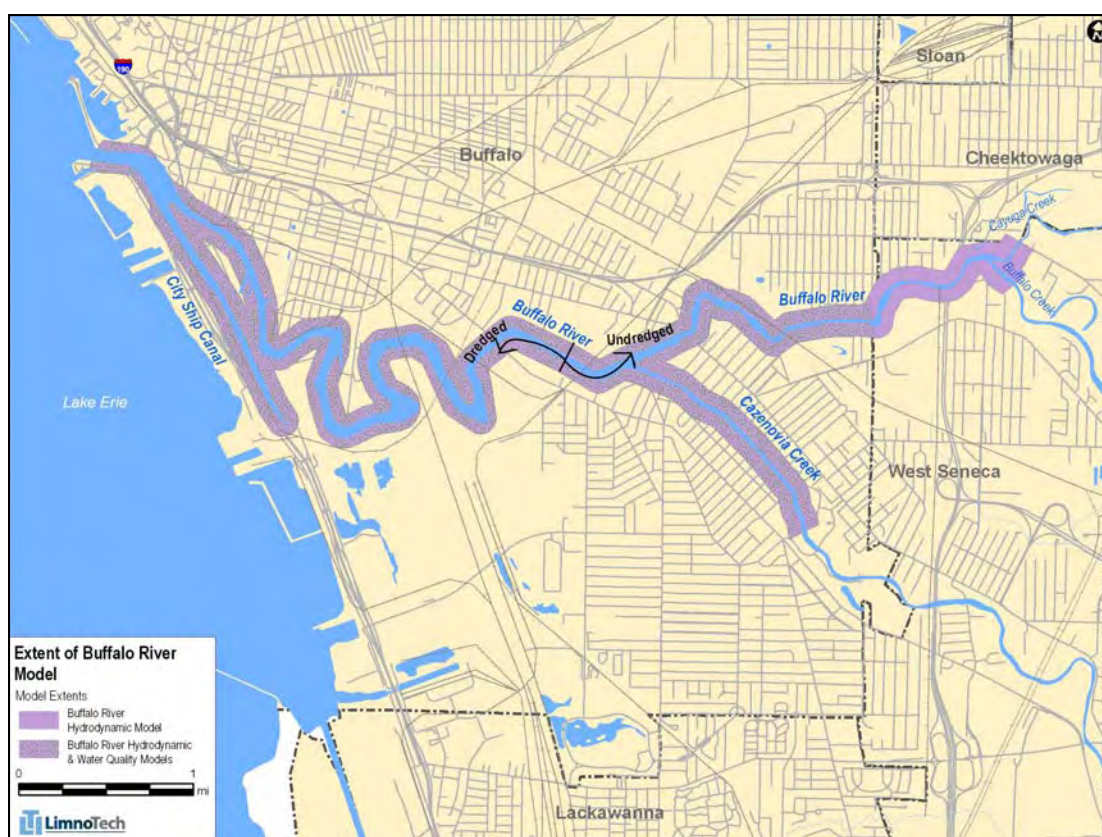 190
Sloan
Buffalo
Cheektowaga
Cayuga Creek
Buffalo Creek
Buffalo River
City Ship Canal
Buffalo River
Dredged
Undredged
Lake Erie
Cazenovia Creek
West Seneca
Extent of Buffalo River
Model
Model Extents
Buffalo River
Hydrodynamic Model
Buffalo River Hydrodynamic
& Water Quality Models
0 1
mi
LimnoTech
Lackawanna